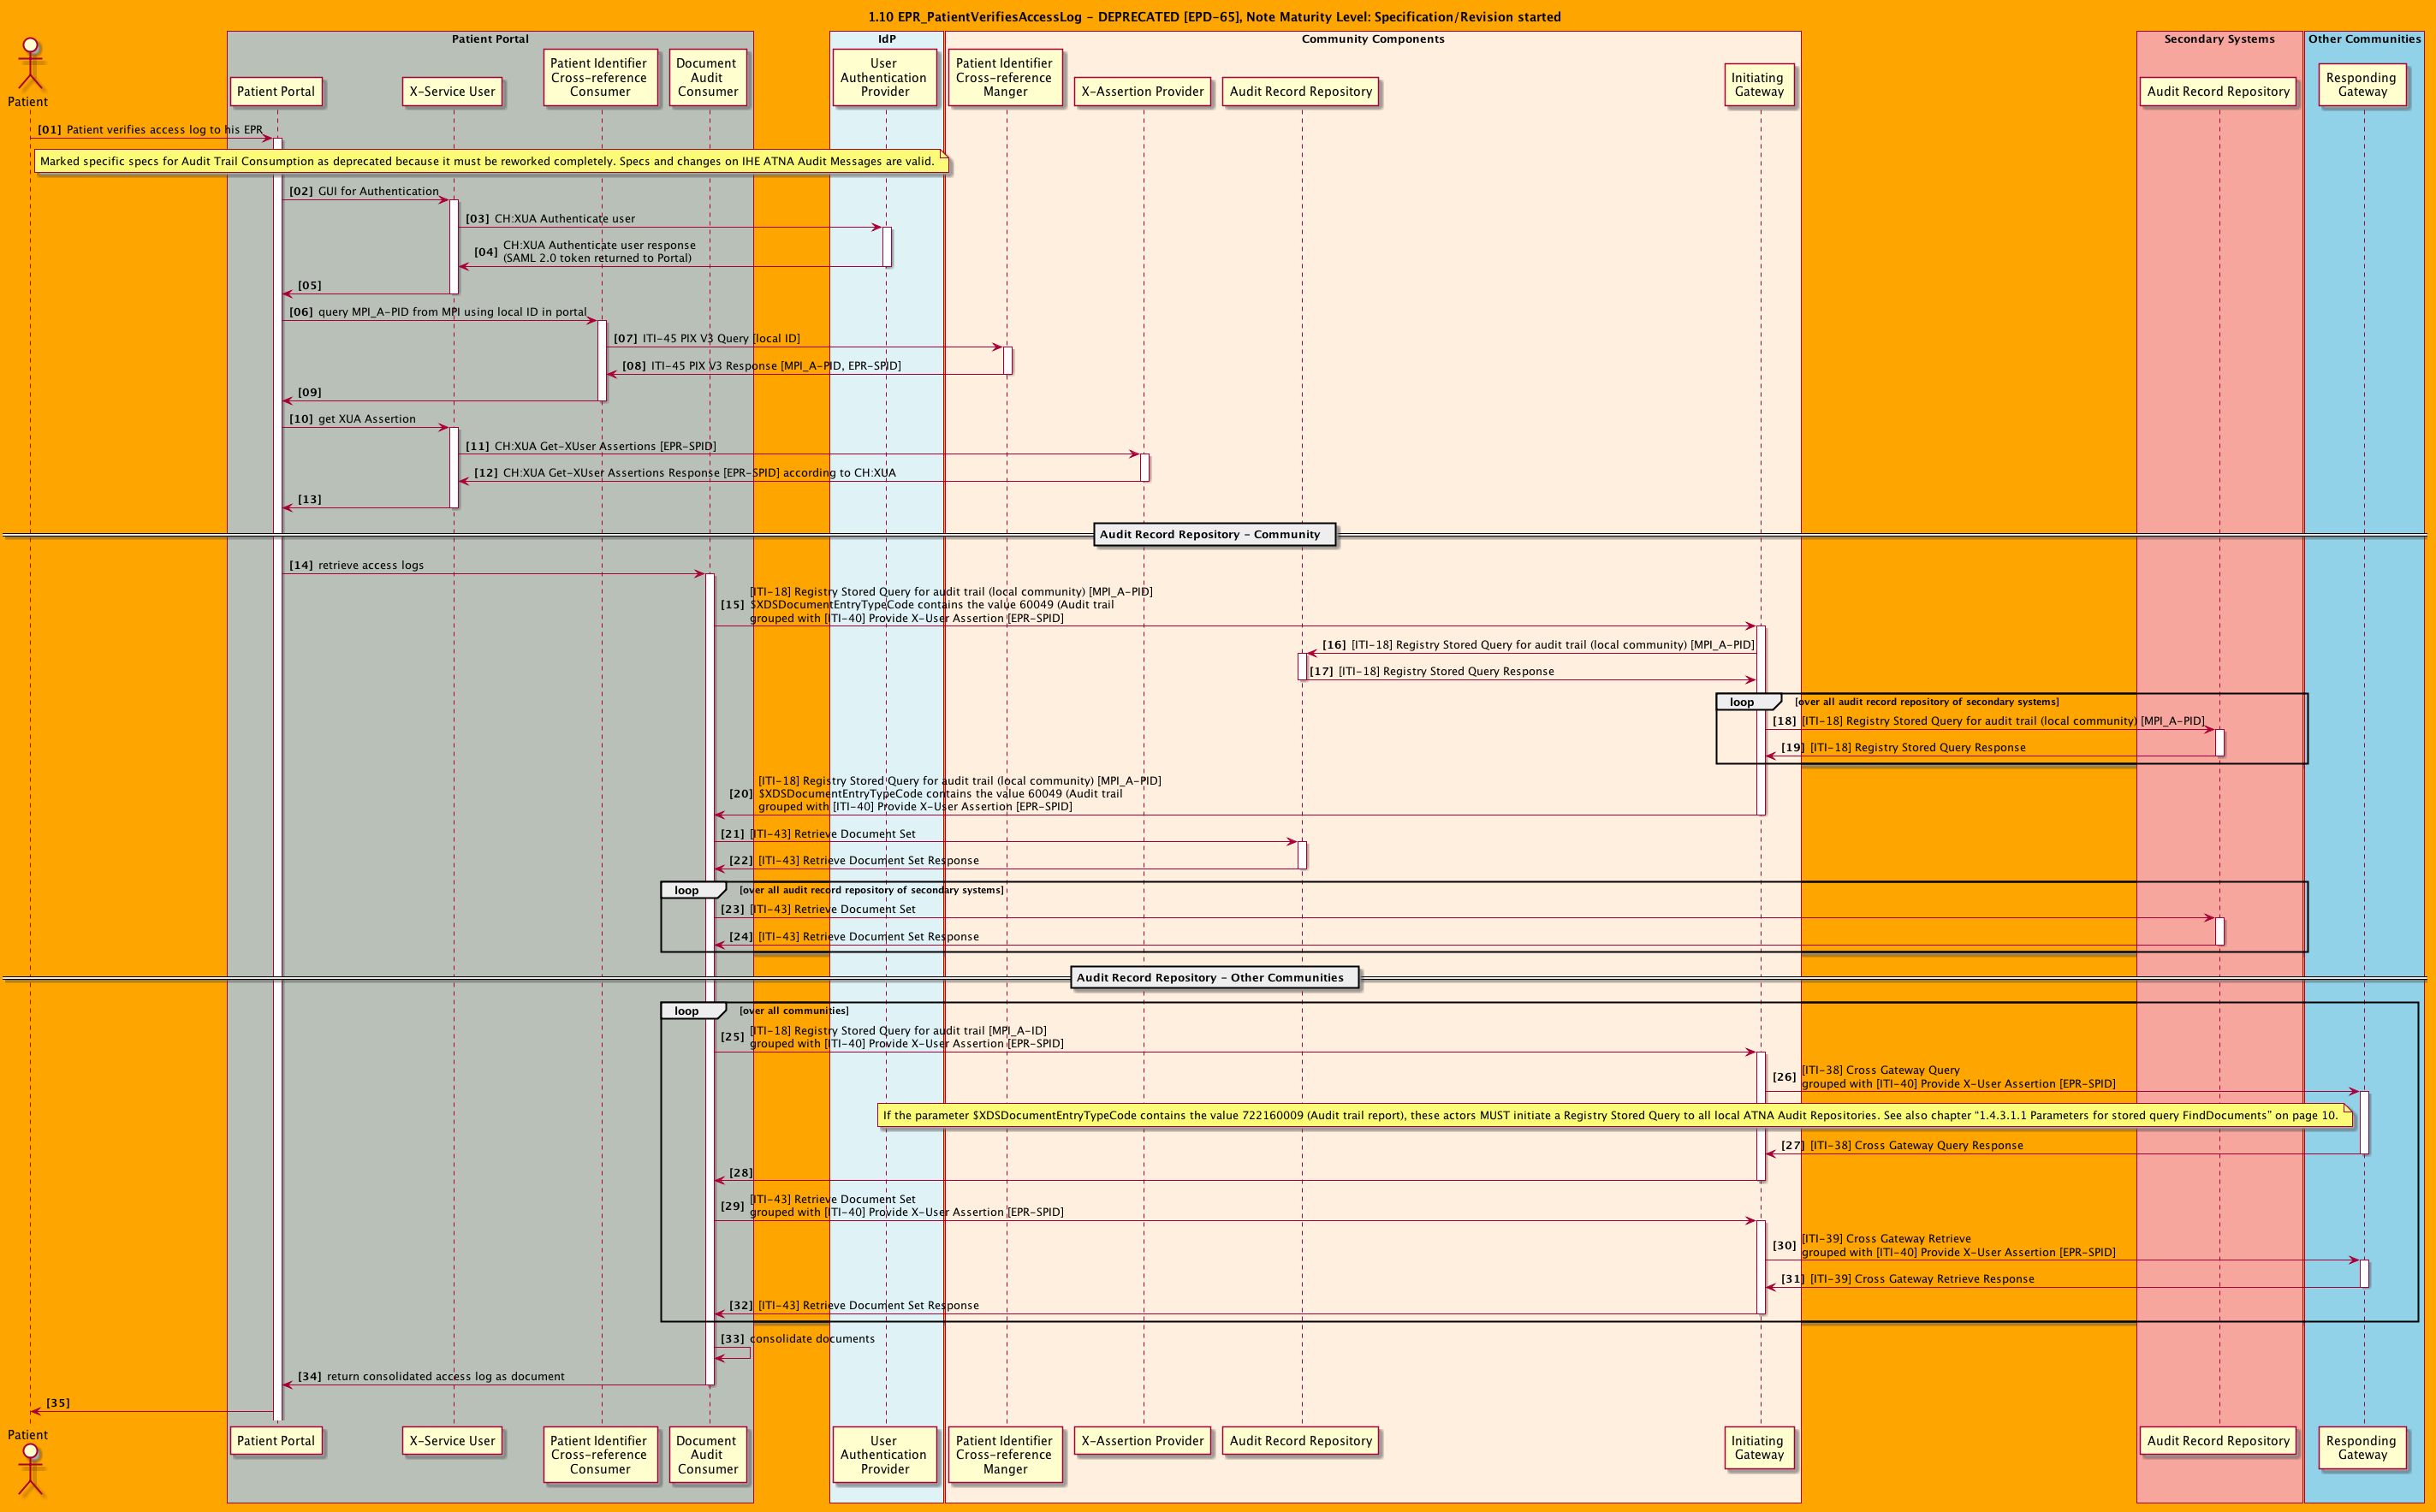 1.10 EPR_PatientVerifiesAccessLog - DEPRECATED [EPD-65], Note Maturity Level: Specification/Revision started
Patient Portal
IdP
Community Components
Secondary Systems
Other Communities
Patient
Patient Portal
X-Service User
Patient Identifier
Cross-reference
Consumer
Document
Audit
Consumer
User
Authentication
Provider
Patient Identifier
Cross-reference
Manger
X-Assertion Provider
Audit Record Repository
Initiating
Gateway
Audit Record Repository
Responding
Gateway
[01] Patient verifies access log to his EPR
Marked specific specs for Audit Trail Consumption as deprecated because it must be reworked completely. Specs and changes on IHE ATNA Audit Messages are valid.
[02] GUI for Authentication
[03] CH:XUA Authenticate user
[04] CH:XUA Authenticate user response
(SAML 2.0 token returned to Portal)
[05]
[06] query MPI_A-PID from MPI using local ID in portal
[07] ITI-45 PIX V3 Query [local ID]
[08] ITI-45 PIX V3 Response [MPI_A-PID, EPR-SPID]
[09]
[10] get XUA Assertion
[11] CH:XUA Get-XUser Assertions [EPR-SPID]
[12] CH:XUA Get-XUser Assertions Response [EPR-SPID] according to CH:XUA
[13]
Audit Record Repository - Community
[14] retrieve access logs
[ITI-18] Registry Stored Query for audit trail (local community) [MPI_A-PID]
[15] $XDSDocumentEntryTypeCode contains the value 60049 (Audit trail
grouped with [ITI-40] Provide X-User Assertion [EPR-SPID]
[16] [ITI-18] Registry Stored Query for audit trail (local community) [MPI_A-PID]
[17] [ITI-18] Registry Stored Query Response
loop [over all audit record repository of secondary systems]
[18] [ITI-18] Registry Stored Query for audit trail (local community) [MPI_A-PID]
[19] [ITI-18] Registry Stored Query Response
[ITI-18] Registry Stored Query for audit trail (local community) [MPI_A-PID]
[20] $XDSDocumentEntryTypeCode contains the value 60049 (Audit trail
grouped with [ITI-40] Provide X-User Assertion [EPR-SPID]
[21] [ITI-43] Retrieve Document Set
[22] [ITI-43] Retrieve Document Set Response
loop [over all audit record repository of secondary systems]
[23] [ITI-43] Retrieve Document Set
[24] [ITI-43] Retrieve Document Set Response
Audit Record Repository - Other Communities
loop [over all communities]
[25] [ITI-18] Registry Stored Query for audit trail [MPI_A-ID]
grouped with [ITI-40] Provide X-User Assertion [EPR-SPID]
[26] [ITI-38] Cross Gateway Query
grouped with [ITI-40] Provide X-User Assertion [EPR-SPID]
If the parameter $XDSDocumentEntryTypeCode contains the value 722160009 (Audit trail report), these actors MUST initiate a Registry Stored Query to all local ATNA Audit Repositories. See also chapter “1.4.3.1.1 Parameters for stored query FindDocuments” on page 10.
[27] [ITI-38] Cross Gateway Query Response
[28]
[29] [ITI-43] Retrieve Document Set
grouped with [ITI-40] Provide X-User Assertion [EPR-SPID]
[30] [ITI-39] Cross Gateway Retrieve
grouped with [ITI-40] Provide X-User Assertion [EPR-SPID]
[31] [ITI-39] Cross Gateway Retrieve Response
[32] [ITI-43] Retrieve Document Set Response
[33] consolidate documents
[34] return consolidated access log as document
[35]
Patient
Patient Portal
X-Service User
Patient Identifier
Cross-reference
Consumer
Document
Audit
Consumer
User
Authentication
Provider
Patient Identifier
Cross-reference
Manger
X-Assertion Provider
Audit Record Repository
Initiating
Gateway
Audit Record Repository
Responding
Gateway